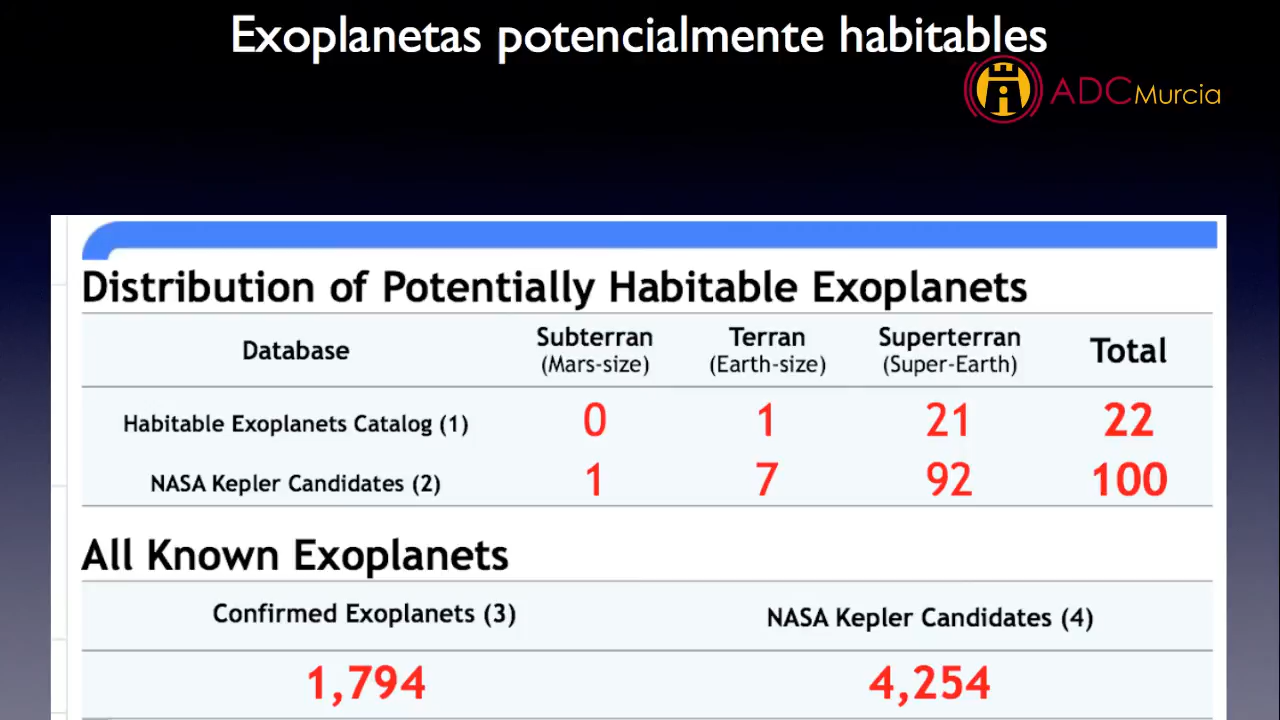 Exoplanetas potencialmente habitables
ADCMurcia
Distribution of Potentially Habitable Exoplanets
Database
Subterran
(Mars-size)
Terran
(Earth-size)
Superterran
(Super-Earth)
Total
Habitable Exoplanets Catalog (1) 0 1 21 22
NASA Kepler Candidates (2) 1 7 92 100
All Known Exoplanets
Confirmed Exoplanets (3) NASA Kepler Candidates (4)
1,794 4,254